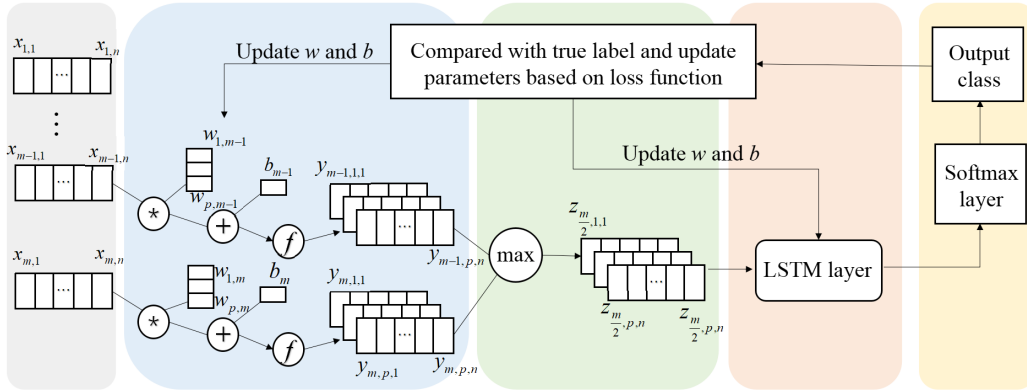 x1,1 x1,n
...
⋮
xm−1,1 xm−1,n
...
xm,1 xm,n
...
Update w and b
w1,m−1
wp,m−1
bm−1
*
+
f
ym−1,1,1
...
ym−1,p,n
w1,m
wp,m
bm
*
+
f
ym,1,1
...
ym,p,1 ym,p,n
Compared with true label and update
parameters based on loss function
Update w and b
max
zm/2,1,1
...
zm/2,p,n zm/2,p,n
LSTM layer
Output
class
Softmax
layer